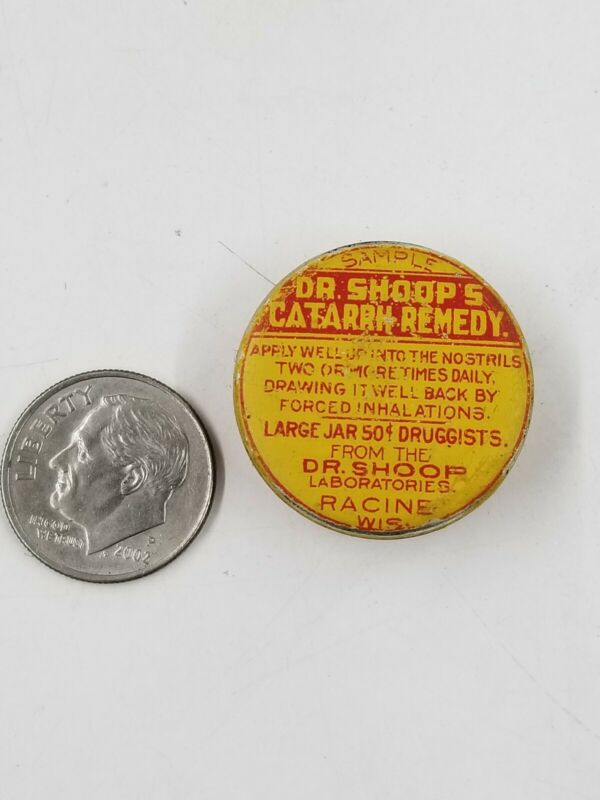 SAMPLE
DR. SHOOP'S
CATARRH REMEDY.
APPLY WELL UP INTO THE NOSTRILS
TWO OR MORE TIMES DAILY,
DRAWING IT WELL BACK BY
FORCED INHALATIONS.
LARGE JAR 50¢ DRUGGISTS.
FROM THE
DR. SHOOP
LABORATORIES.
RACINE
WIS.
LIBERTY
IN GOD
WE TRUST
P
2002